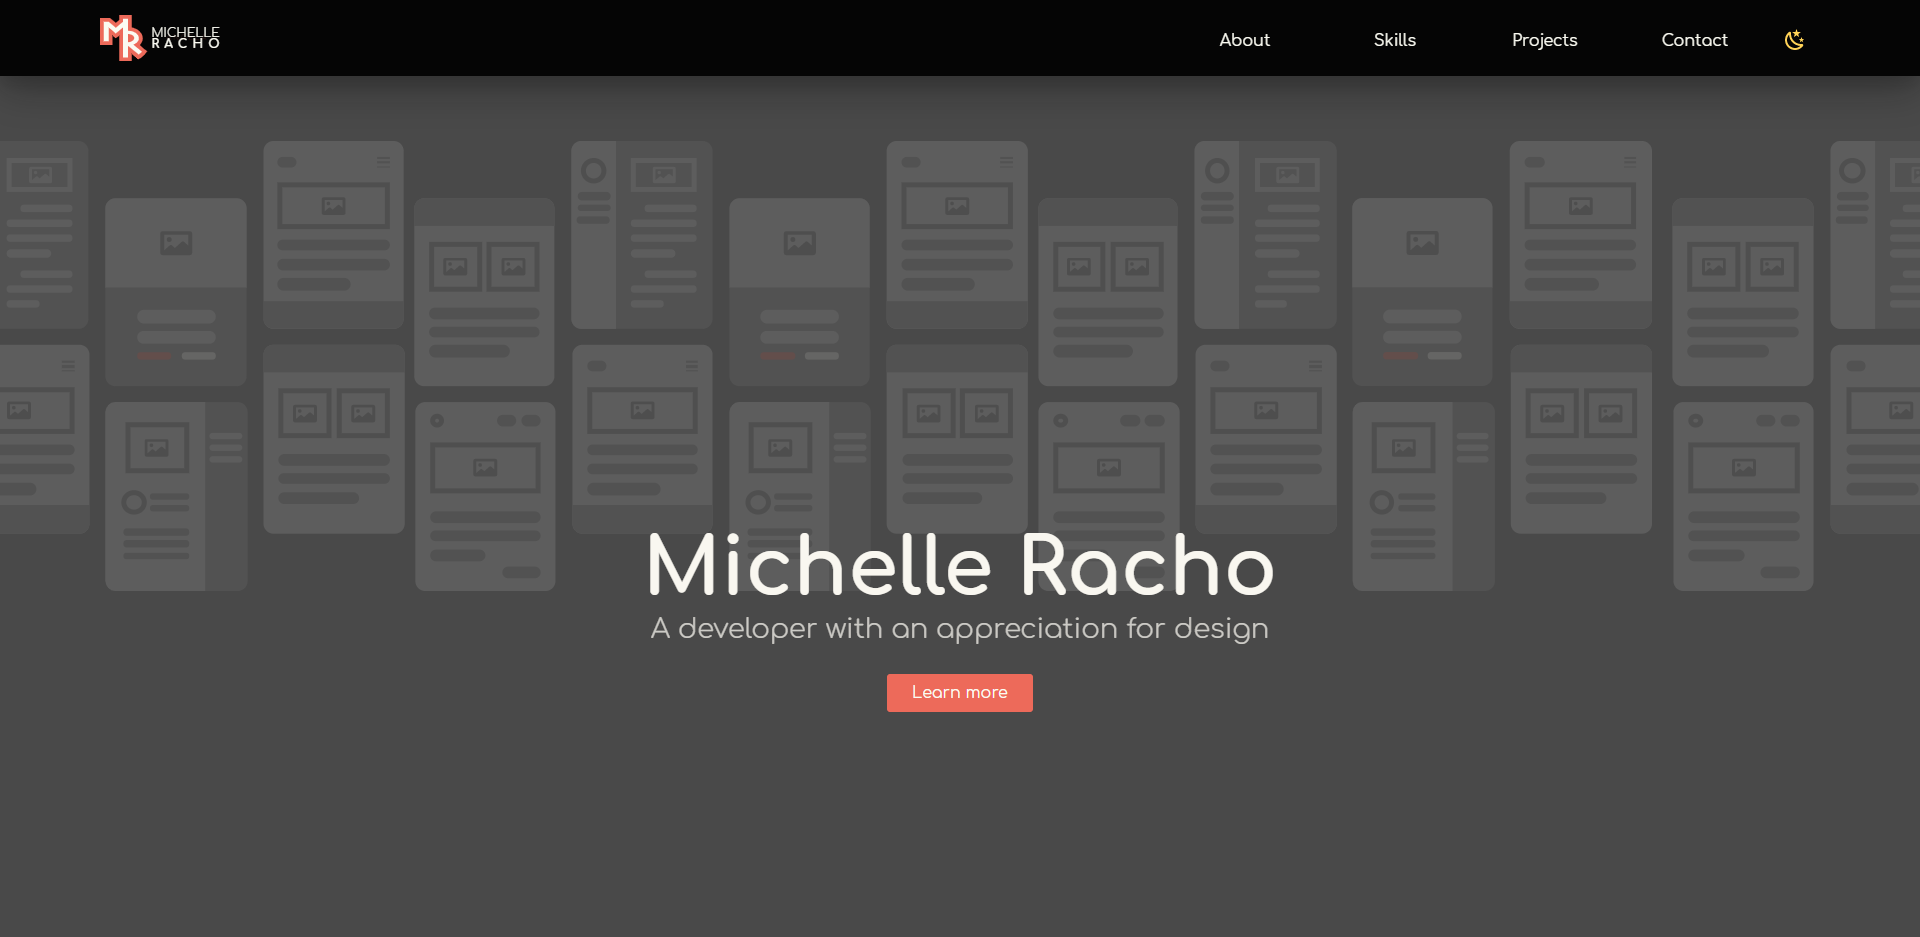 MR
MICHELLE
RACHO
About
Skills
Projects
Contact
Michelle Racho
A developer with an appreciation for design
Learn more